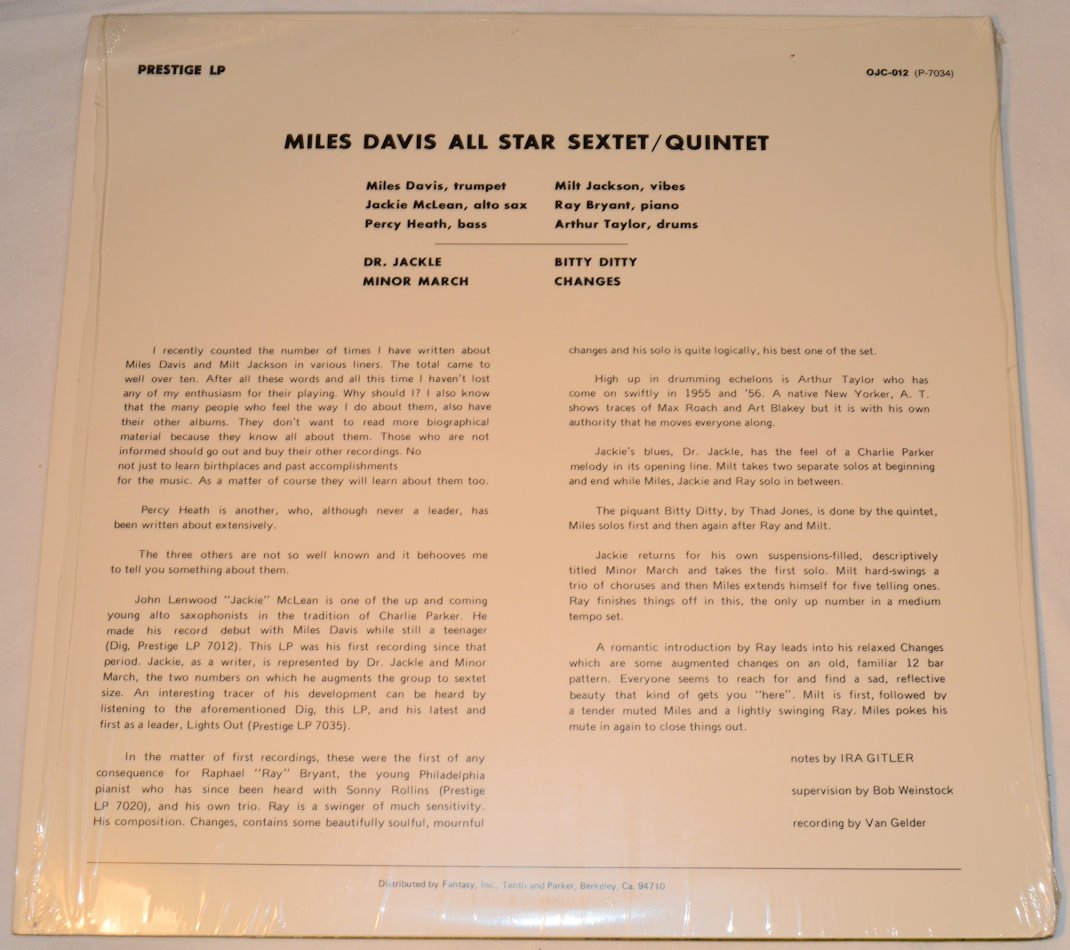 PRESTIGE LP
OJC-012 (P-7034)
MILES DAVIS ALL STAR SEXTET/QUINTET
Miles Davis, trumpet
Jackie McLean, alto sax
Percy Heath, bass
Milt Jackson, vibes
Ray Bryant, piano
Arthur Taylor, drums
DR. JACKLE
MINOR MARCH
BITTY DITTY
CHANGES
I recently counted the number of times I have written about
Miles Davis and Milt Jackson in various liners. The total came to
well over ten. After all these words and all this time I haven't lost
any of my enthusiasm for their playing. Why should I? I also know
that the many people who feel the way I do about them, also have
their other albums. They don't want to read more biographical
material because they know all about them. Those who are not
informed should go out and buy their other recordings. No
not just to learn birthplaces and past accomplishments
for the music. As a matter of course they will learn about them too.
Percy Heath is another, who, although never a leader, has
been written about extensively.
The three others are not so well known and it behooves me
to tell you something about them.
John Lenwood "Jackie" McLean is one of the up and coming
young alto saxophonists in the tradition of Charlie Parker. He
made his record debut with Miles Davis while still a teenager
(Dig, Prestige LP 7012). This LP was his first recording since that
period. Jackie, as a writer, is represented by Dr. Jackle and Minor
March, the two numbers on which he augments the group to sextet
size. An interesting tracer of his development can be heard by
listening to the aforementioned Dig, this LP, and his latest and
first as a leader, Lights Out (Prestige LP 7035).
In the matter of first recordings, these were the first of any
consequence for Raphael "Ray" Bryant, the young Philadelphia
pianist who has since been heard with Sonny Rollins (Prestige
LP 7020), and his own trio. Ray is a swinger of much sensitivity.
His composition. Changes, contains some beautifully soulful, mournful
changes and his solo is quite logically, his best one of the set.
High up in drumming echelons is Arthur Taylor who has
come on swiftly in 1955 and '56. A native New Yorker, A. T.
shows traces of Max Roach and Art Blakey but it is with his own
authority that he moves everyone along.
Jackie's blues, Dr. Jackle, has the feel of a Charlie Parker
melody in its opening line. Milt takes two separate solos at beginning
and end while Miles, Jackie and Ray solo in between.
The piquant Bitty Ditty, by Thad Jones, is done by the quintet,
Miles solos first and then again after Ray and Milt.
Jackie returns for his own suspensions-filled, descriptively
titled Minor March and takes the first solo. Milt hard-swings a
trio of choruses and then Miles extends himself for five telling ones.
Ray finishes things off in this, the only up number in a medium
tempo set.
A romantic introduction by Ray leads into his relaxed Changes
which are some augmented changes on an old, familiar 12 bar
pattern. Everyone seems to reach for and find a sad, reflective
beauty that kind of gets you "here". Milt is first, followed by
a tender muted Miles and a lightly swinging Ray. Miles pokes his
mute in again to close things out.
notes by IRA GITLER
supervision by Bob Weinstock
recording by Van Gelder
Distributed by Fantasy, Inc., Tenth and Parker, Berkeley, Ca. 94710